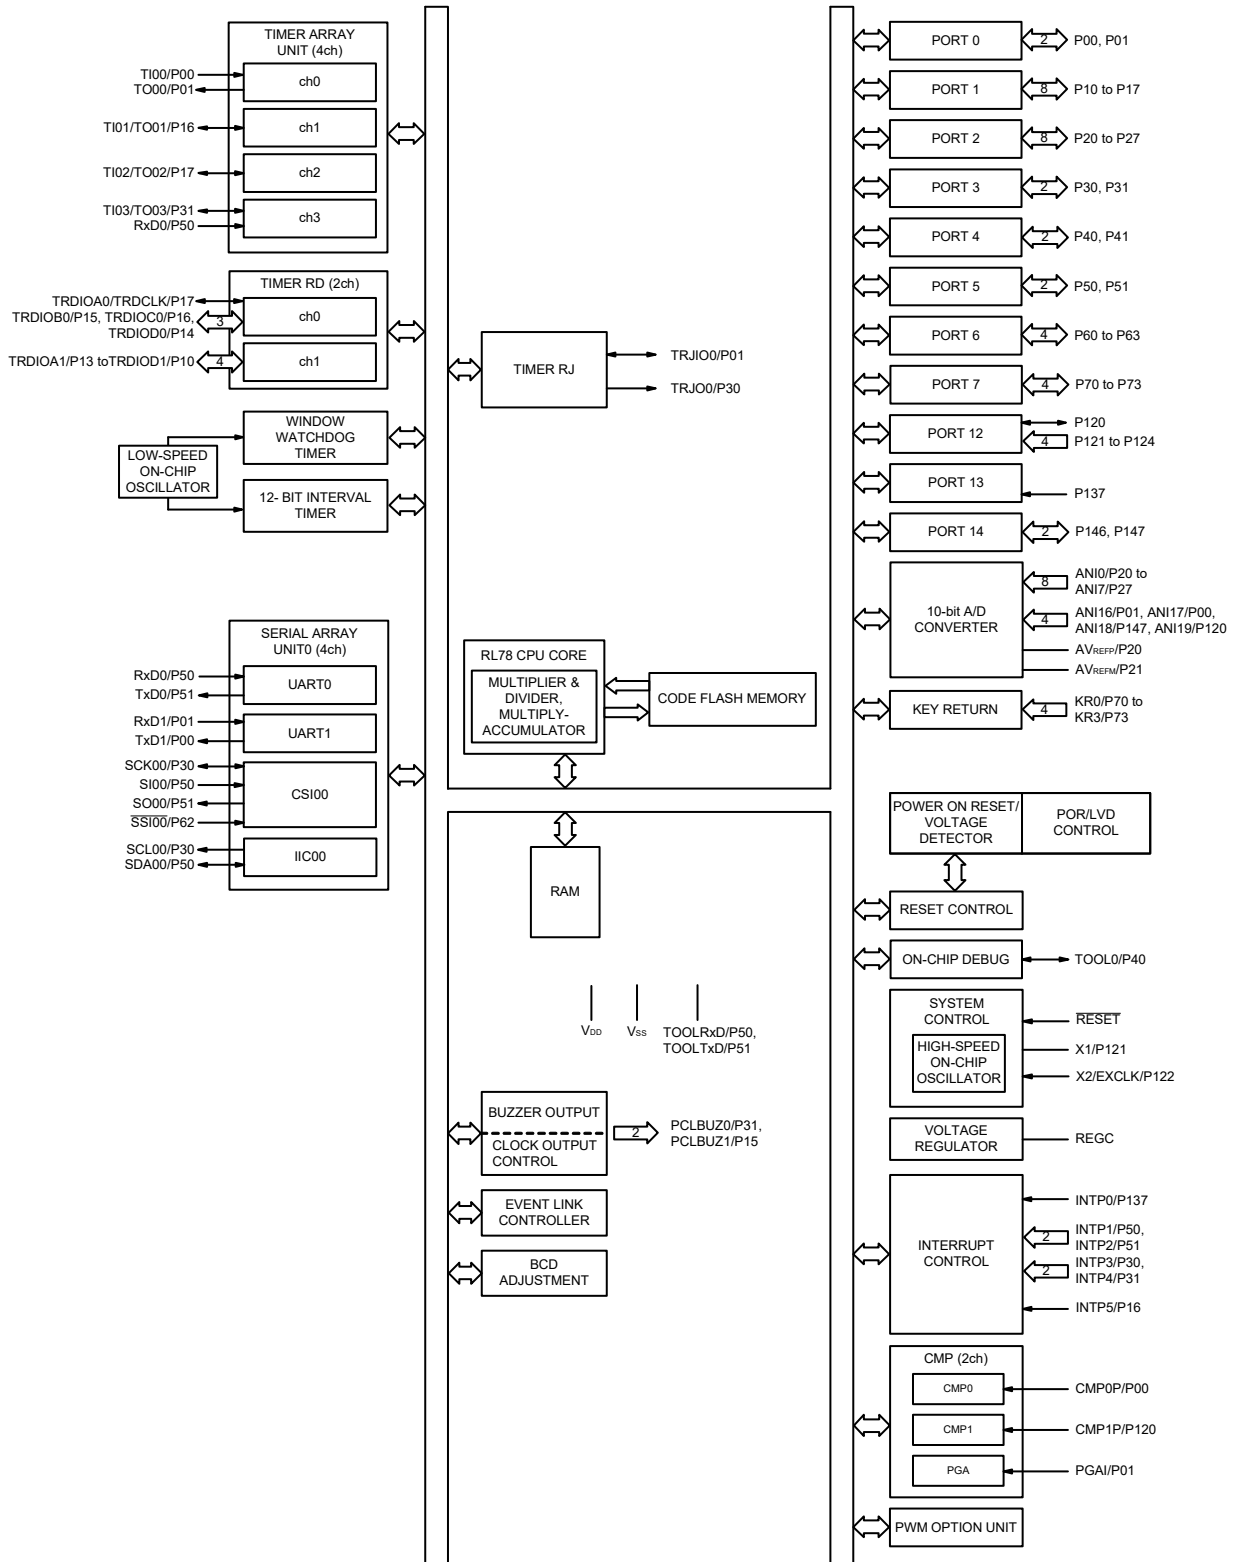 TIMER ARRAY
UNIT (4ch)
TI00/P00
TO00/P01
ch0
TI01/TO01/P16
ch1
TI02/TO02/P17
ch2
TI03/TO03/P31
RxD0/P50
ch3
TIMER RD (2ch)
TRDIOA0/TRDCLK/P17
TRDIOB0/P15, TRDIOC0/P16,
TRDIOD0/P14
3
ch0
TRDIOA1/P13 toTRDIOD1/P10
4
ch1
WINDOW
WATCHDOG
TIMER
LOW-SPEED
ON-CHIP
OSCILLATOR
12- BIT INTERVAL
TIMER
SERIAL ARRAY
UNIT0 (4ch)
RxD0/P50
TxD0/P51
UART0
RxD1/P01
TxD1/P00
UART1
SCK00/P30
SI00/P50
SO00/P51
SSI00/P62
CSI00
SCL00/P30
SDA00/P50
IIC00
TIMER RJ
TRJIO0/P01
TRJO0/P30
RL78 CPU CORE
MULTIPLIER &
DIVIDER,
MULTIPLY-
ACCUMULATOR
CODE FLASH MEMORY
RAM
VDD
VSS
TOOLRxD/P50,
TOOLTxD/P51
BUZZER OUTPUT
CLOCK OUTPUT
CONTROL
2
PCLBUZ0/P31,
PCLBUZ1/P15
EVENT LINK
CONTROLLER
BCD
ADJUSTMENT
PORT 0
2
P00, P01
PORT 1
8
P10 to P17
PORT 2
8
P20 to P27
PORT 3
2
P30, P31
PORT 4
2
P40, P41
PORT 5
2
P50, P51
PORT 6
4
P60 to P63
PORT 7
4
P70 to P73
PORT 12
P120
4
P121 to P124
PORT 13
P137
PORT 14
2
P146, P147
10-bit A/D
CONVERTER
8
ANI0/P20 to
ANI7/P27
4
ANI16/P01, ANI17/P00,
ANI18/P147, ANI19/P120
AVREFP/P20
AVREFM/P21
KEY RETURN
4
KR0/P70 to
KR3/P73
POWER ON RESET/
VOLTAGE
DETECTOR
POR/LVD
CONTROL
RESET CONTROL
ON-CHIP DEBUG
TOOL0/P40
SYSTEM
CONTROL
HIGH-SPEED
ON-CHIP
OSCILLATOR
RESET
X1/P121
X2/EXCLK/P122
VOLTAGE
REGULATOR
REGC
INTERRUPT
CONTROL
INTP0/P137
2
INTP1/P50,
INTP2/P51
2
INTP3/P30,
INTP4/P31
INTP5/P16
CMP (2ch)
CMP0
CMP0P/P00
CMP1
CMP1P/P120
PGA
PGAI/P01
PWM OPTION UNIT